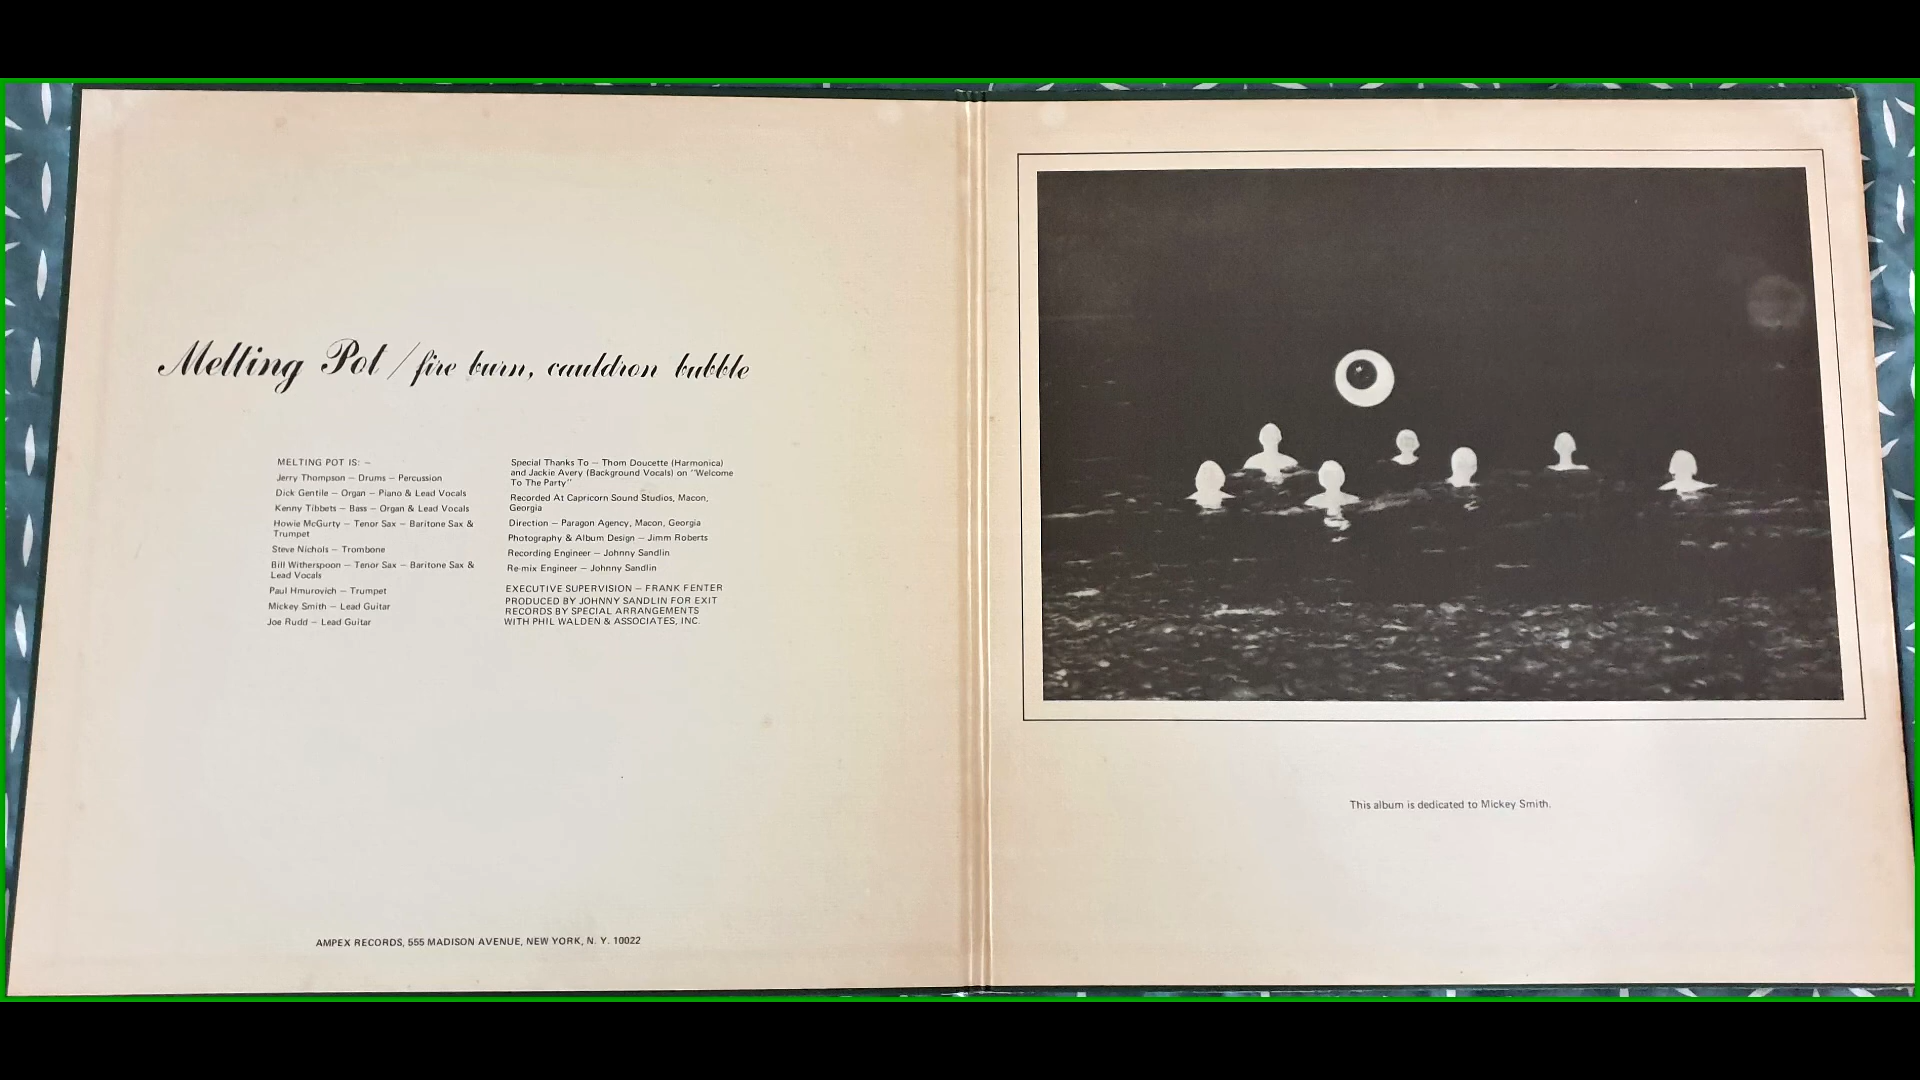 Melting Pot / fire burn, cauldron bubble
MELTING POT IS: –
Jerry Thompson – Drums – Percussion
Dick Gentile – Organ – Piano & Lead Vocals
Kenny Tibbets – Bass – Organ & Lead Vocals
Howie McGurty – Tenor Sax – Baritone Sax &
Trumpet
Steve Nichols – Trombone
Bill Witherspoon – Tenor Sax – Baritone Sax &
Lead Vocals
Paul Hmurovich – Trumpet
Mickey Smith – Lead Guitar
Joe Rudd – Lead Guitar
Special Thanks To – Thom Doucette (Harmonica)
and Jackie Avery (Background Vocals) on "Welcome
To The Party"
Recorded At Capricorn Sound Studios, Macon,
Georgia
Direction – Paragon Agency, Macon, Georgia
Photography & Album Design – Jimm Roberts
Recording Engineer – Johnny Sandlin
Re-mix Engineer – Johnny Sandlin
EXECUTIVE SUPERVISION – FRANK FENTER
PRODUCED BY JOHNNY SANDLIN FOR EXIT
RECORDS BY SPECIAL ARRANGEMENTS
WITH PHIL WALDEN & ASSOCIATES, INC.
AMPEX RECORDS, 555 MADISON AVENUE, NEW YORK, N. Y. 10022
This album is dedicated to Mickey Smith.